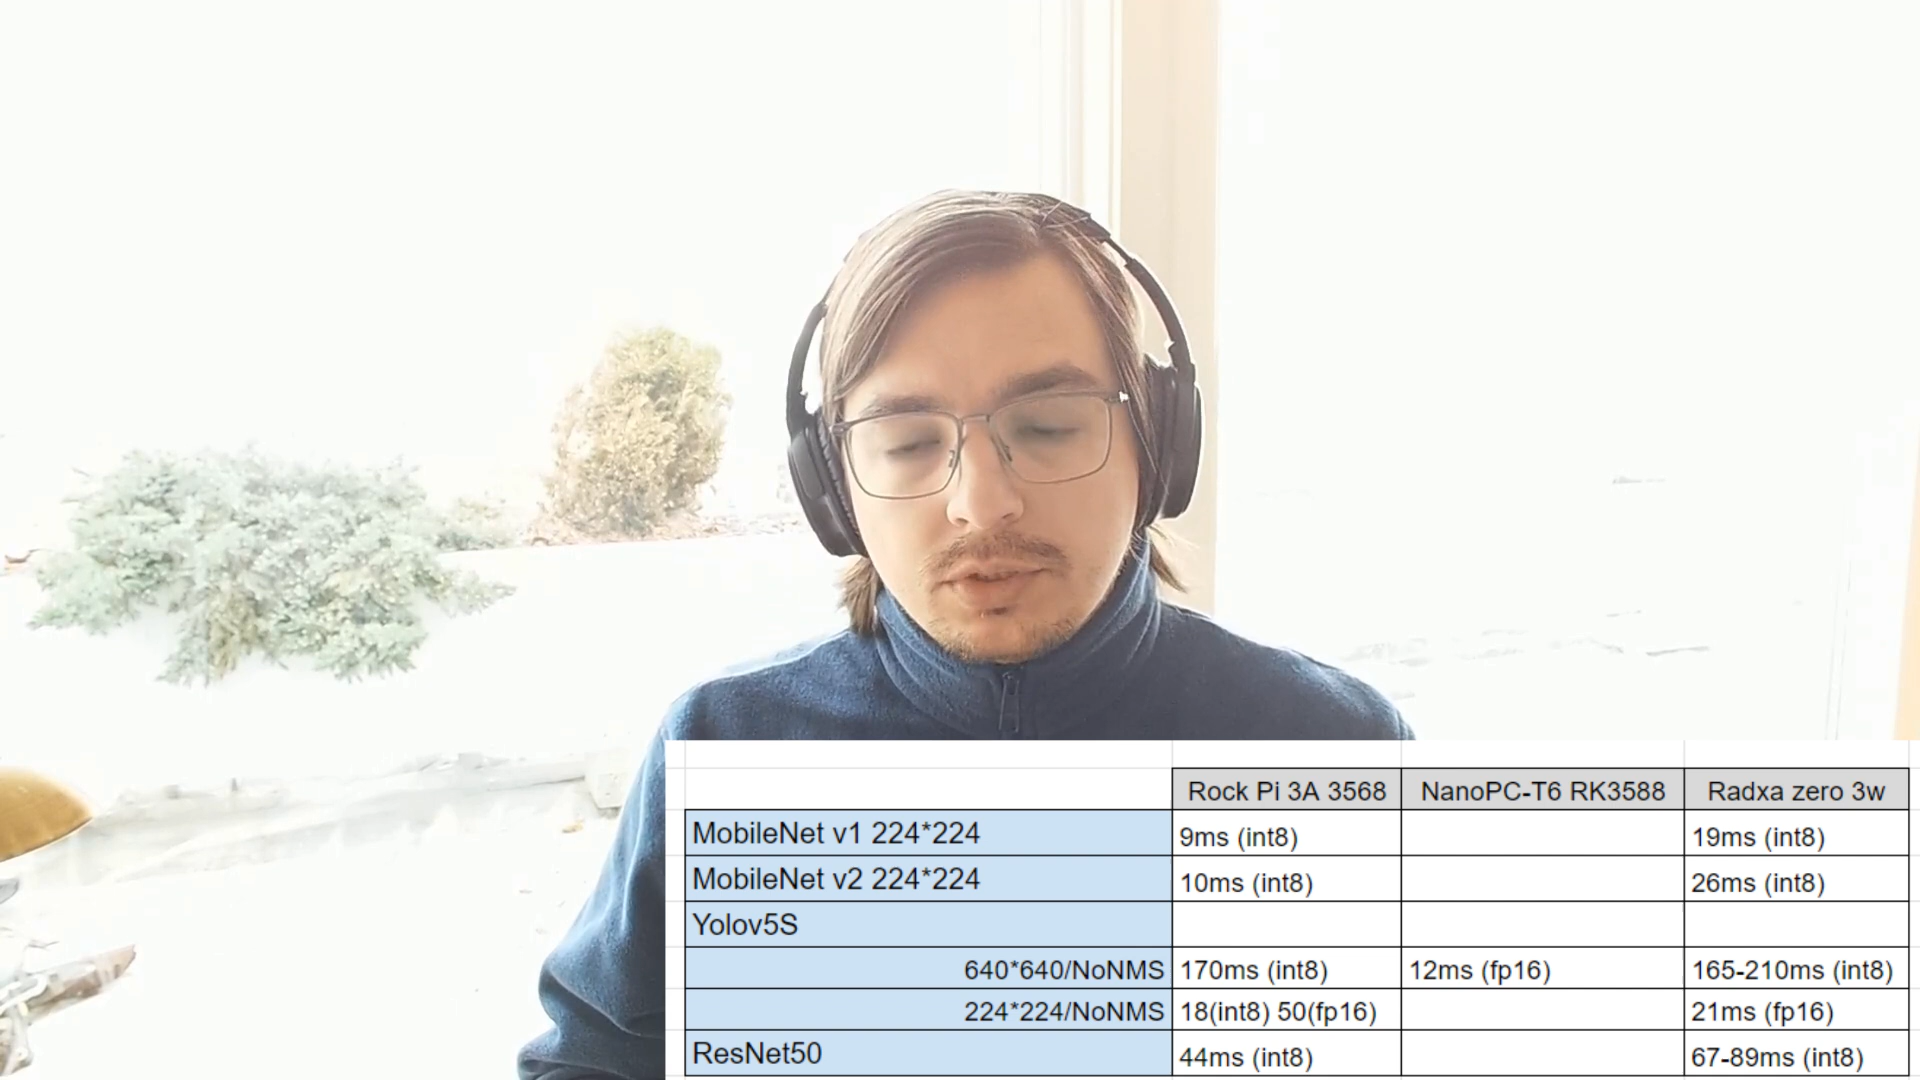 Rock Pi 3A 3568 NanoPC-T6 RK3588 Radxa zero 3w
MobileNet v1 224*224 9ms (int8) 19ms (int8)
MobileNet v2 224*224 10ms (int8) 26ms (int8)
Yolov5S
640*640/NoNMS 170ms (int8) 12ms (fp16) 165-210ms (int8)
224*224/NoNMS 18(int8) 50(fp16) 21ms (fp16)
ResNet50 44ms (int8) 67-89ms (int8)